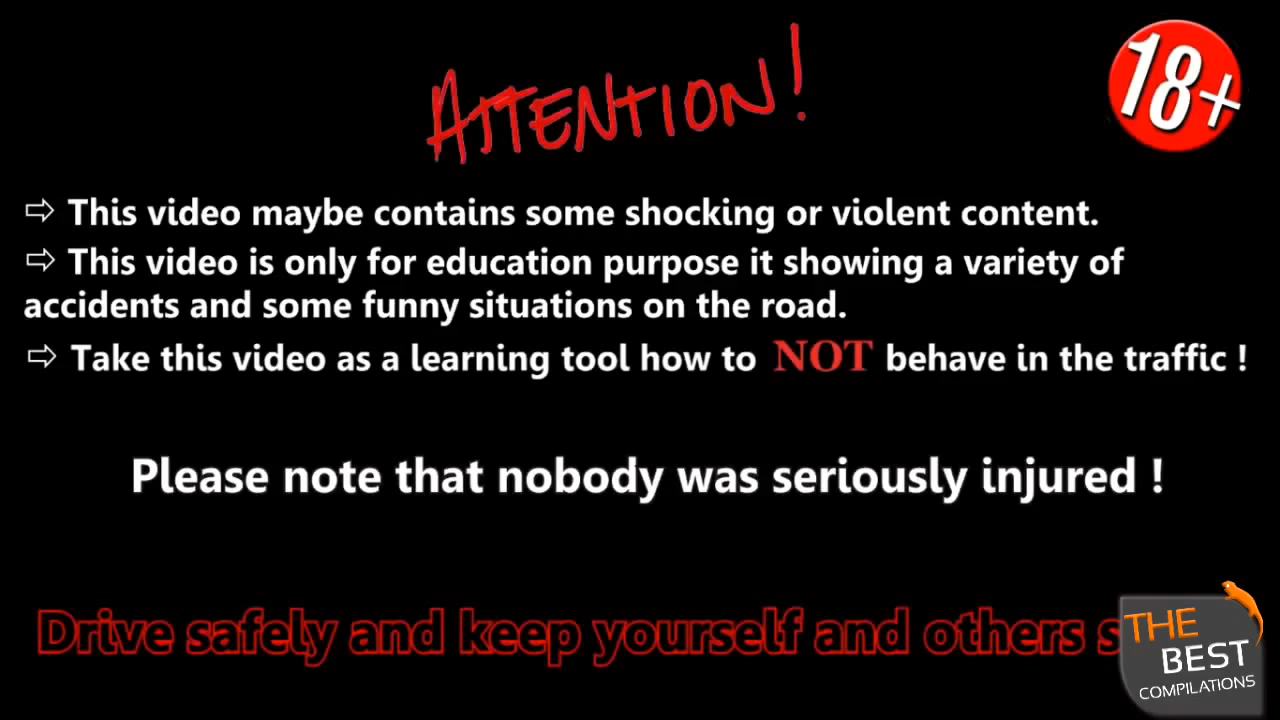 ATTENTION!
18+
⇨ This video maybe contains some shocking or violent content.
⇨ This video is only for education purpose it showing a variety of
accidents and some funny situations on the road.
⇨ Take this video as a learning tool how to NOT behave in the traffic !
Please note that nobody was seriously injured !
Drive safely and keep yourself and others
THE
BEST
COMPILATIONS